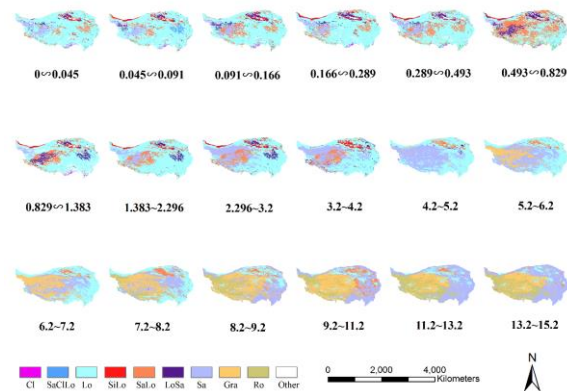 0∽0.045 0.045∽0.091 0.091∽0.166 0.166∽0.289 0.289∽0.493 0.493∽0.829
0.829∽1.383 1.383~2.296 2.296~3.2 3.2~4.2 4.2~5.2 5.2~6.2
6.2~7.2 7.2~8.2 8.2~9.2 9.2~11.2 11.2~13.2 13.2~15.2
0 2,000 4,000 N
Kilometers
Cl SaClLo Lo SiLo SaLo LoSa Sa Gra Ro Other